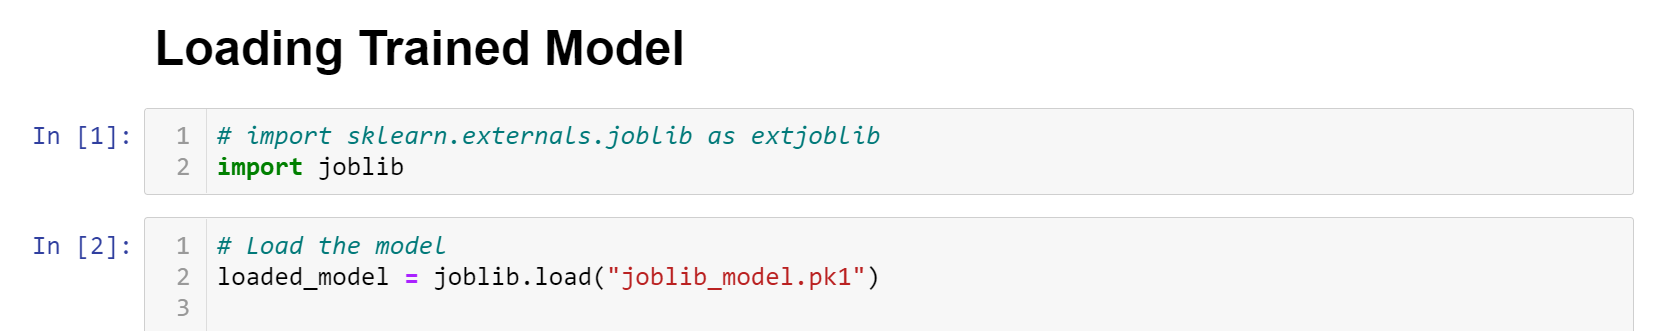 Loading Trained Model
In [1]:
1 # import sklearn.externals.joblib as extjoblib
2 import joblib
In [2]:
1 # Load the model
2 loaded_model = joblib.load("joblib_model.pk1")
3